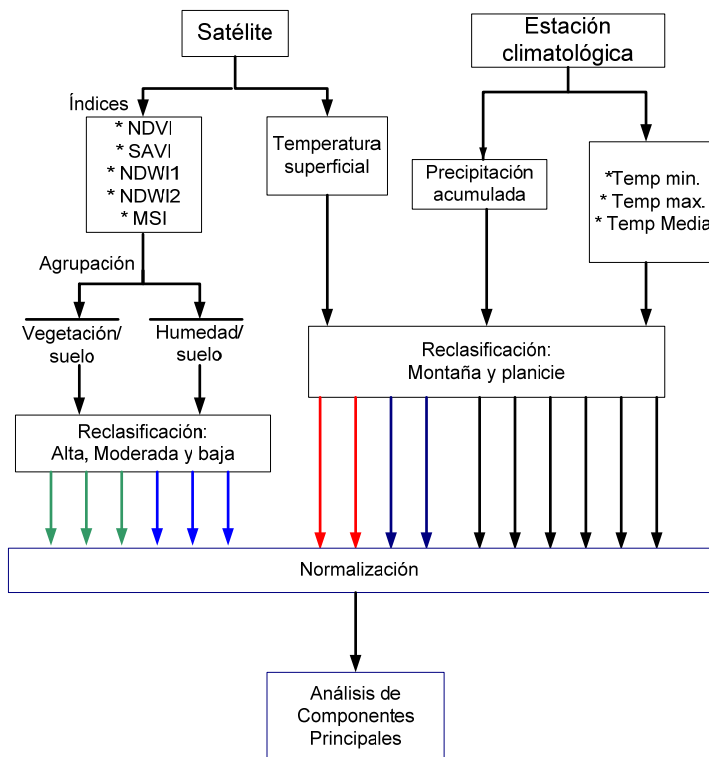 Satélite
Estación
climatológica
Índices
* NDVI
* SAVI
* NDWI1
* NDWI2
* MSI
Temperatura
superficial
Precipitación
acumulada
*Temp min.
* Temp max.
* Temp Media
Agrupación
Vegetación/
suelo
Humedad/
suelo
Reclasificación:
Montaña y planicie
Reclasificación:
Alta, Moderada y baja
Normalización
Análisis de
Componentes
Principales